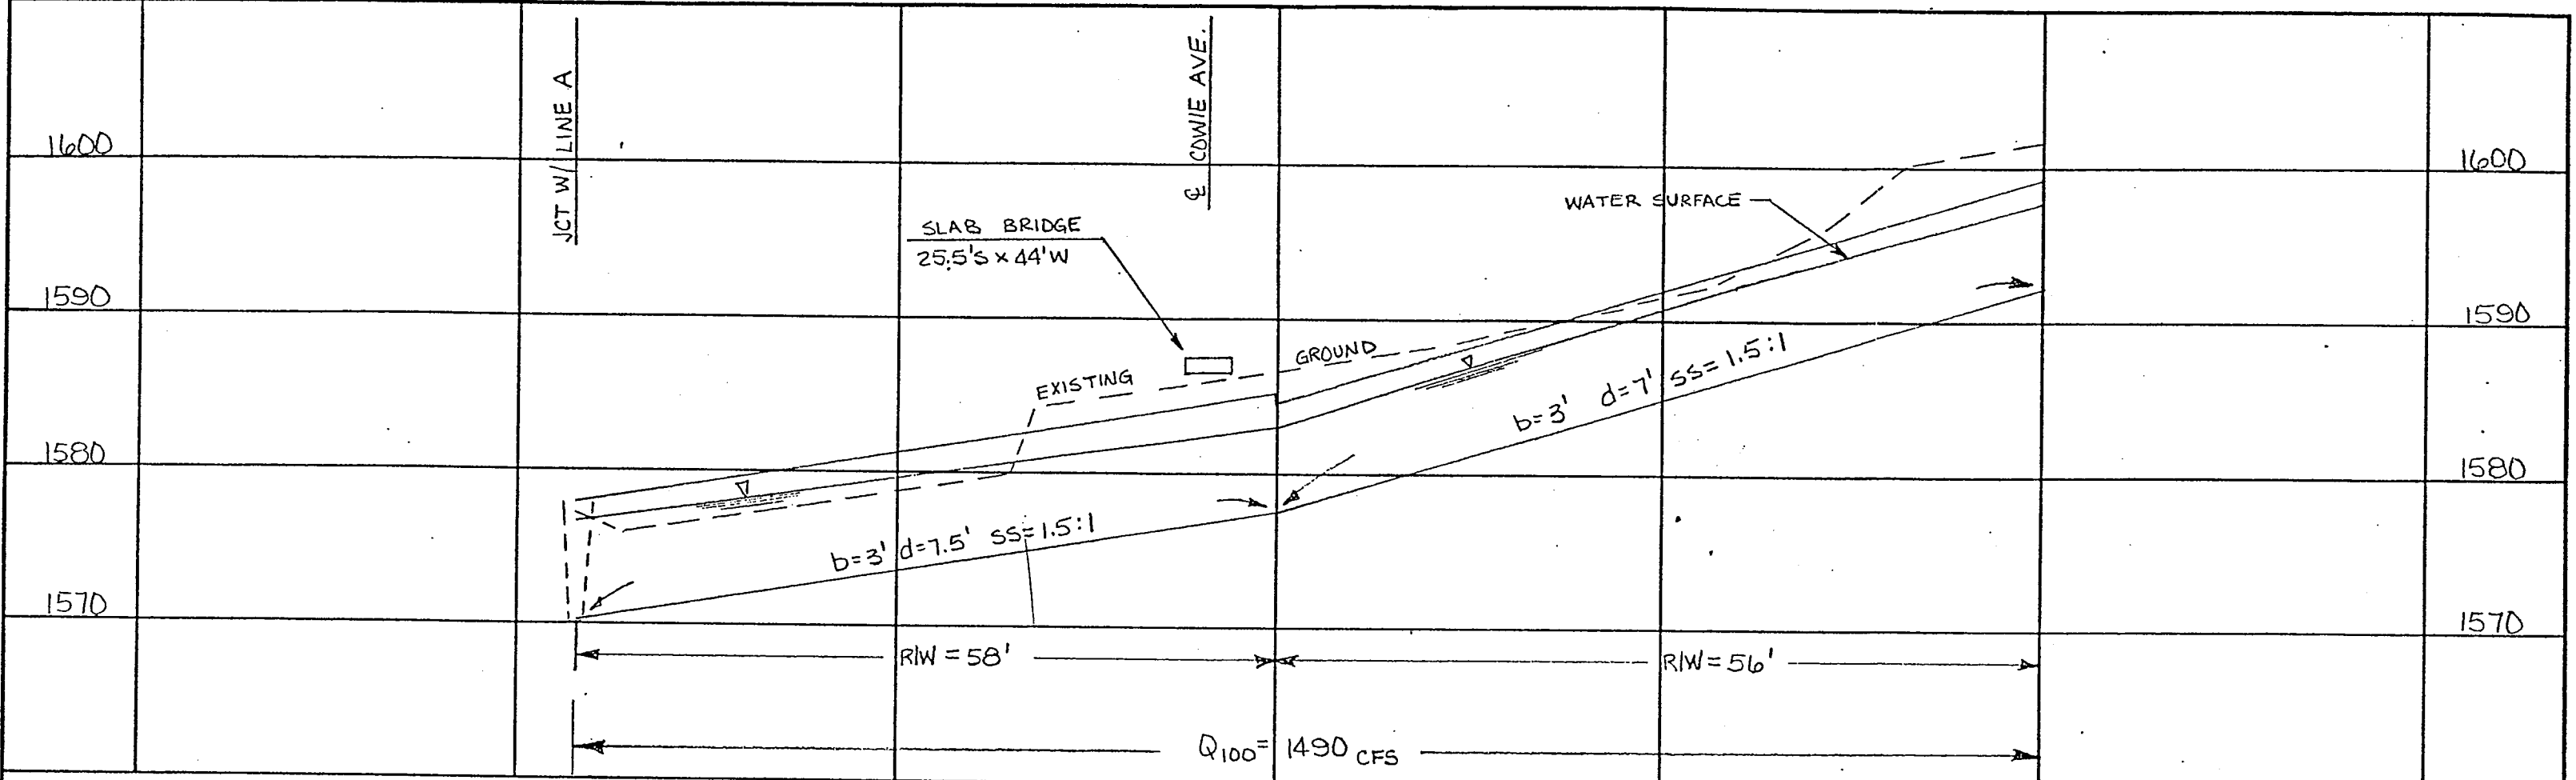 JCT W/ LINE A
℄ COWIE AVE.
1600
1600
WATER SURFACE
SLAB BRIDGE
25.5'S × 44'W
1590
1590
GROUND
EXISTING
b=3' d=7' SS=1.5:1
1580
1580
b=3' d=7.5' SS=1.5:1
1570
1570
R/W = 58'
R/W = 56'
Q100= 1490 CFS